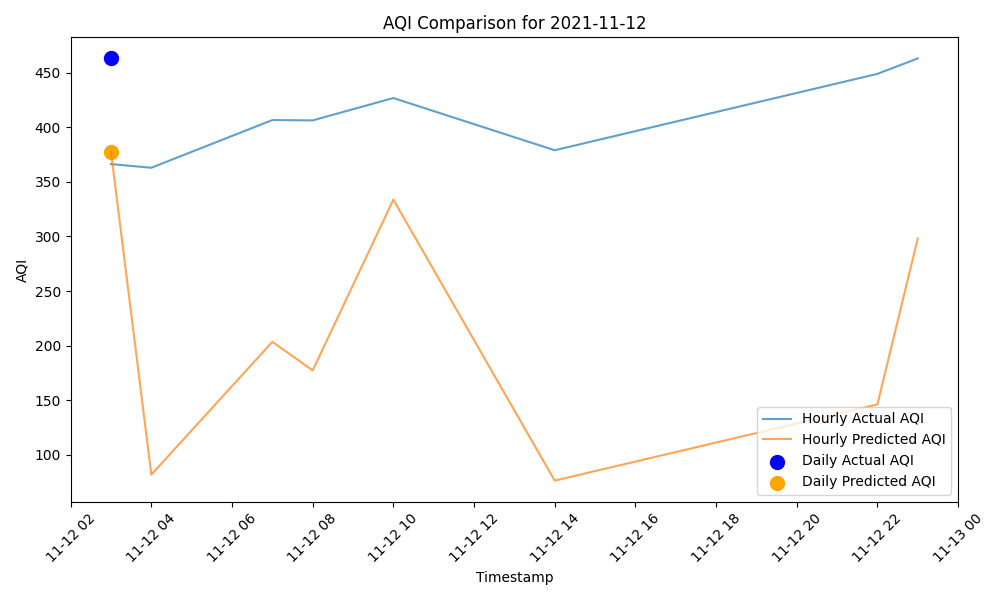 AQI Comparison for 2021-11-12
AQI
450
400
350
300
250
200
150
100
Hourly Actual AQI
Hourly Predicted AQI
Daily Actual AQI
Daily Predicted AQI
11-12 02
11-12 04
11-12 06
11-12 08
11-12 10
11-12 12
11-12 14
11-12 16
11-12 18
11-12 20
11-12 22
11-13 00
Timestamp